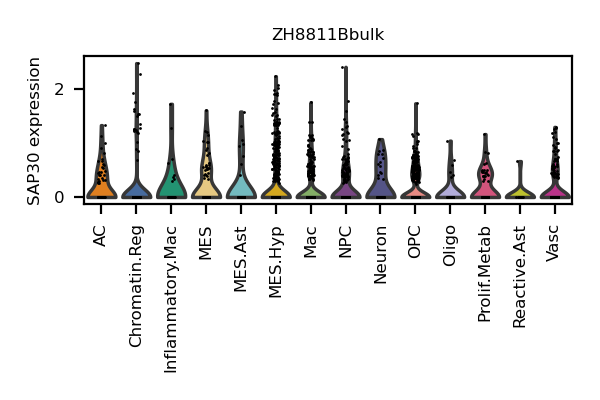 ZH8811Bbulk
SAP30 expression
2
0
AC
Chromatin.Reg
Inflammatory.Mac
MES
MES.Ast
MES.Hyp
Mac
NPC
Neuron
OPC
Oligo
Prolif.Metab
Reactive.Ast
Vasc